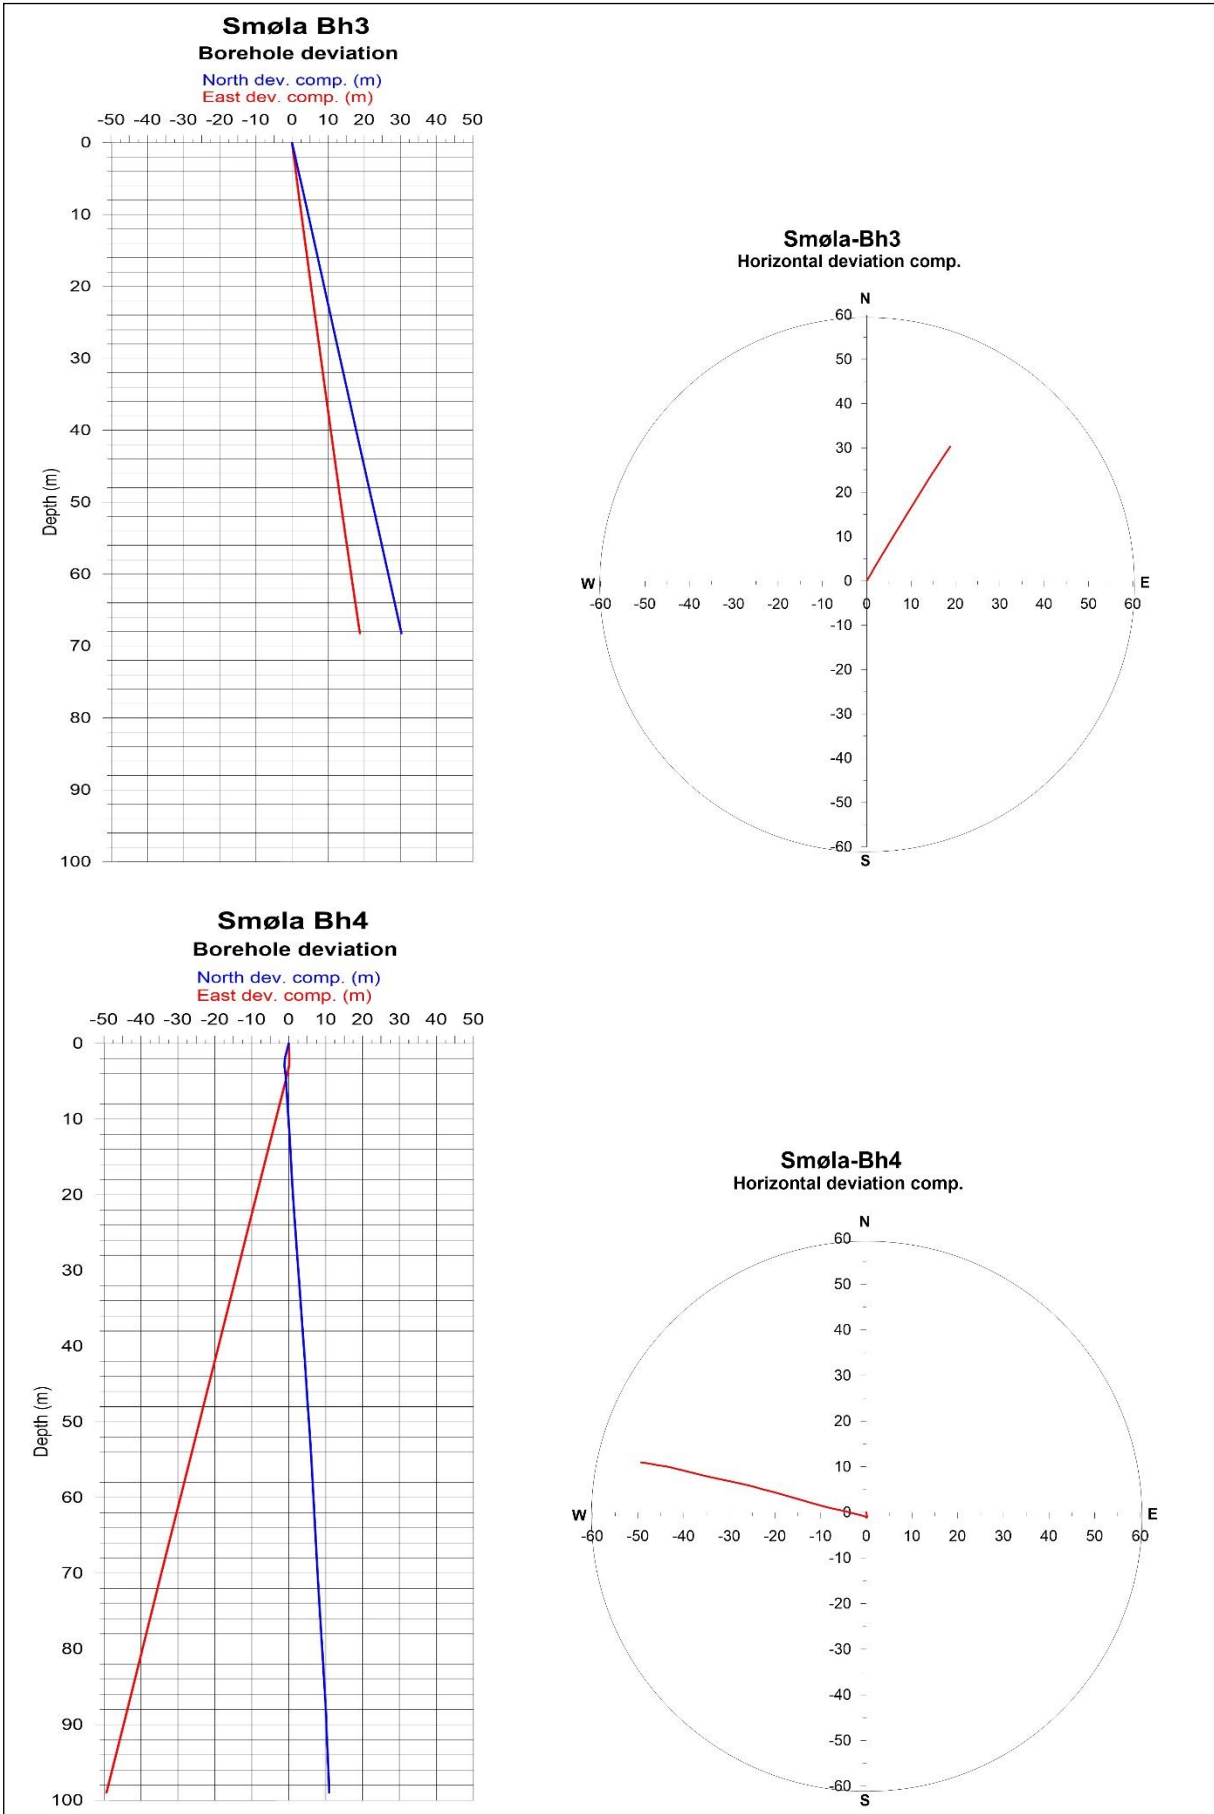 Smøla Bh3
Borehole deviation
North dev. comp. (m)
East dev. comp. (m)
-50 -40 -30 -20 -10 0 10 20 30 40 50
0
10
20
30
40
50
60
70
80
90
100
Depth (m)
Smøla-Bh3
Horizontal deviation comp.
N
60
50
40
30
20
10
0
W
E
-60 -50 -40 -30 -20 -10 0 10 20 30 40 50 60
-10
-20
-30
-40
-50
-60
S
Smøla Bh4
Borehole deviation
North dev. comp. (m)
East dev. comp. (m)
-50 -40 -30 -20 -10 0 10 20 30 40 50
0
10
20
30
40
50
60
70
80
90
100
Depth (m)
Smøla-Bh4
Horizontal deviation comp.
N
60
50
40
30
20
10
0
W
E
-60 -50 -40 -30 -20 -10 0 10 20 30 40 50 60
-10
-20
-30
-40
-50
-60
S